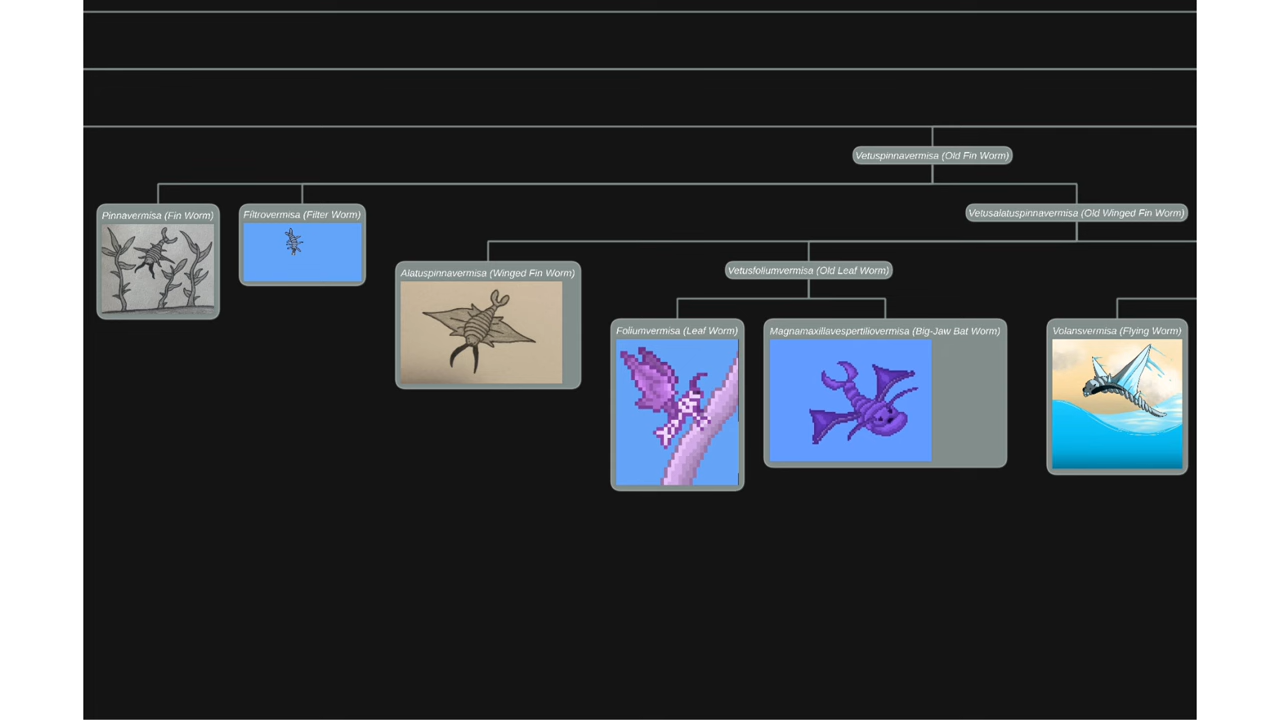 Vetuspinnavermisa (Old Fin Worm)
Pinnavermisa (Fin Worm)
Filtrovermisa (Filter Worm)
Vetusalatuspinnavermisa (Old Winged Fin Worm)
Alatuspinnavermisa (Winged Fin Worm)
Vetusfoliumvermisa (Old Leaf Worm)
Foliumvermisa (Leaf Worm)
Magnamaxillavespertiliovermisa (Big-Jaw Bat Worm)
Volansvermisa (Flying Worm)